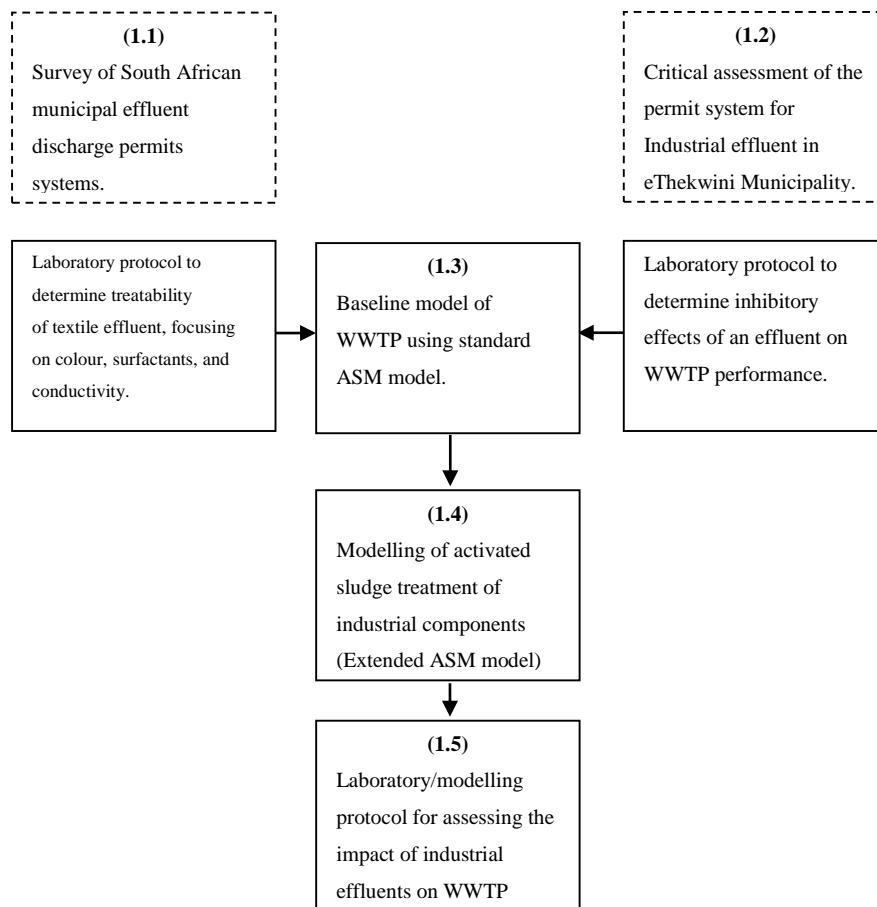 (1.1)
Survey of South African
municipal effluent
discharge permits
systems.
(1.2)
Critical assessment of the
permit system for
Industrial effluent in
eThekwini Municipality.
Laboratory protocol to
determine treatability
of textile effluent, focusing
on colour, surfactants, and
conductivity.
(1.3)
Baseline model of
WWTP using standard
ASM model.
Laboratory protocol to
determine inhibitory
effects of an effluent on
WWTP performance.
(1.4)
Modelling of activated
sludge treatment of
industrial components
(Extended ASM model)
(1.5)
Laboratory/modelling
protocol for assessing the
impact of industrial
effluents on WWTP